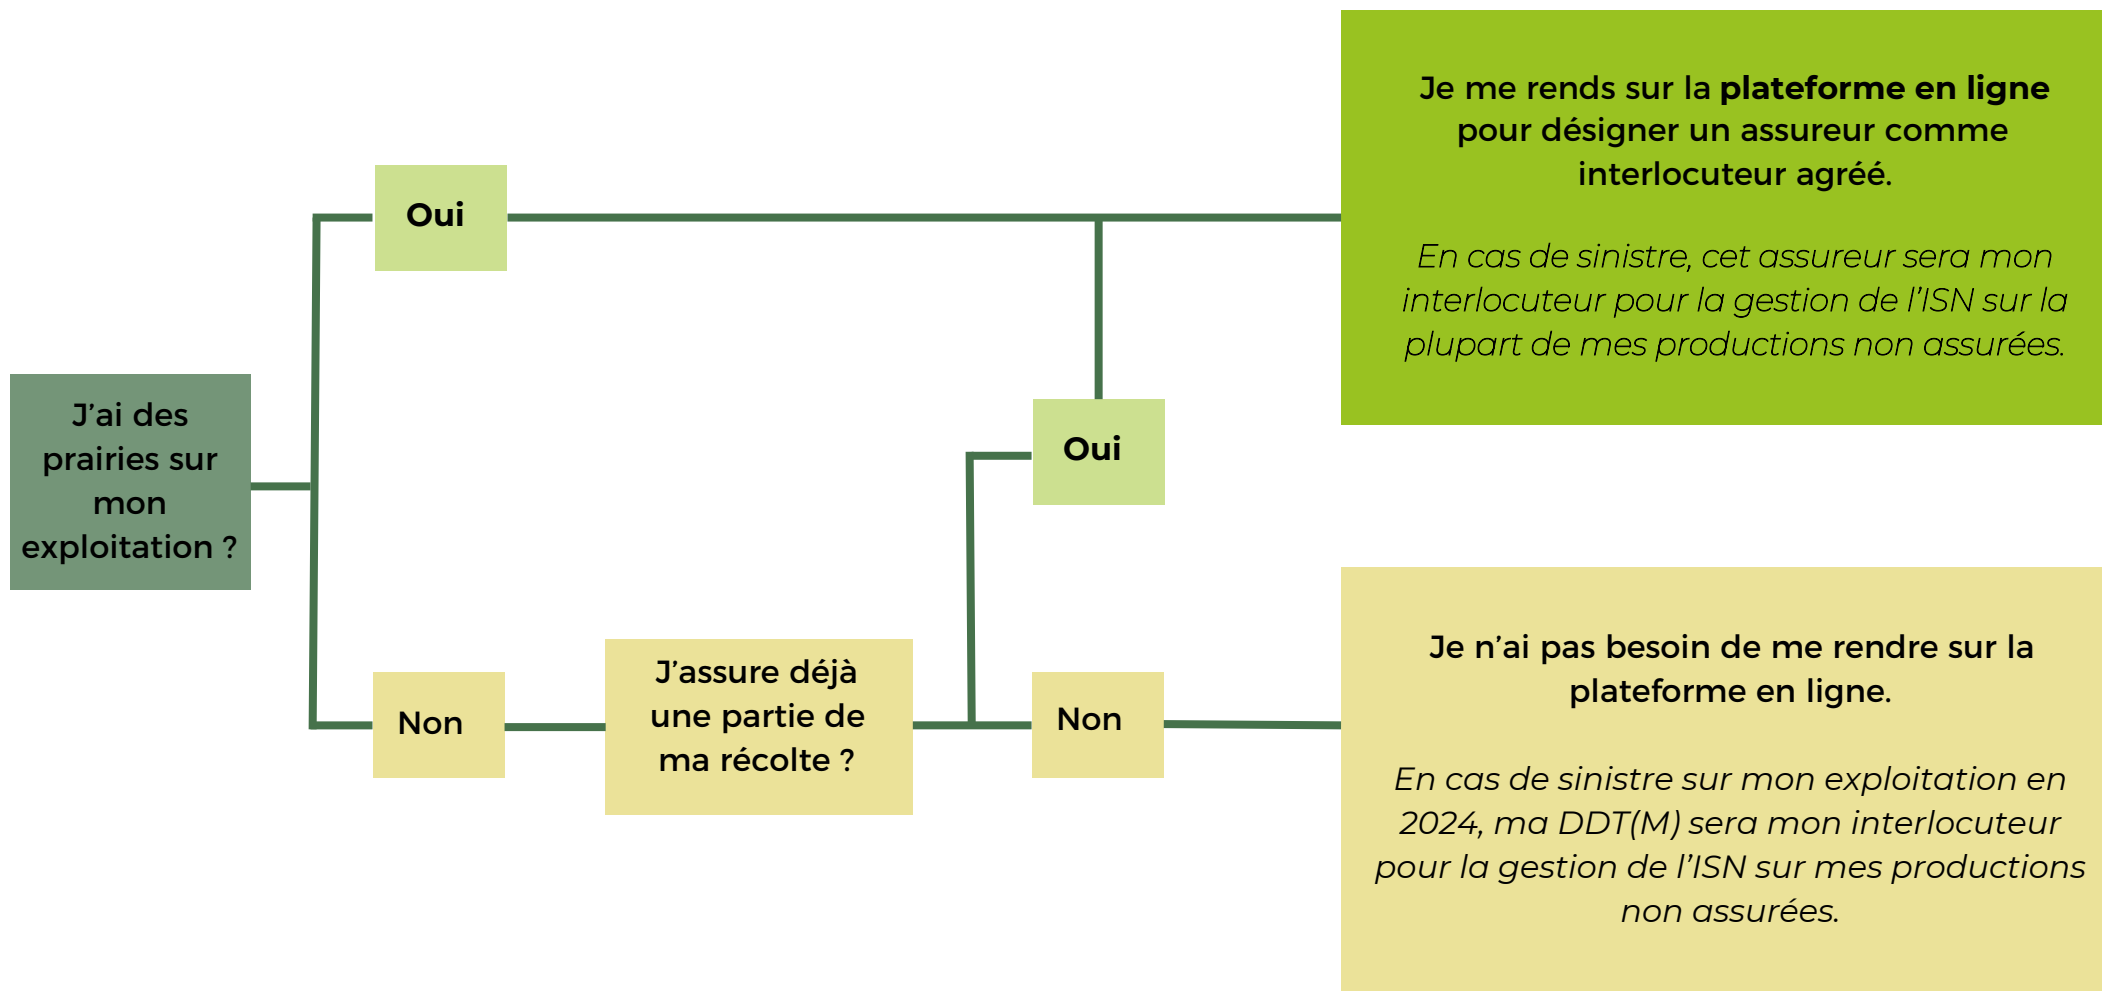 J’ai des
prairies sur
mon
exploitation ?
Oui
Non
J’assure déjà
une partie de
ma récolte ?
Oui
Non
Je me rends sur la plateforme en ligne
pour désigner un assureur comme
interlocuteur agréé.
En cas de sinistre, cet assureur sera mon
interlocuteur pour la gestion de l’ISN sur la
plupart de mes productions non assurées.
Je n’ai pas besoin de me rendre sur la
plateforme en ligne.
En cas de sinistre sur mon exploitation en
2024, ma DDT(M) sera mon interlocuteur
pour la gestion de l’ISN sur mes productions
non assurées.